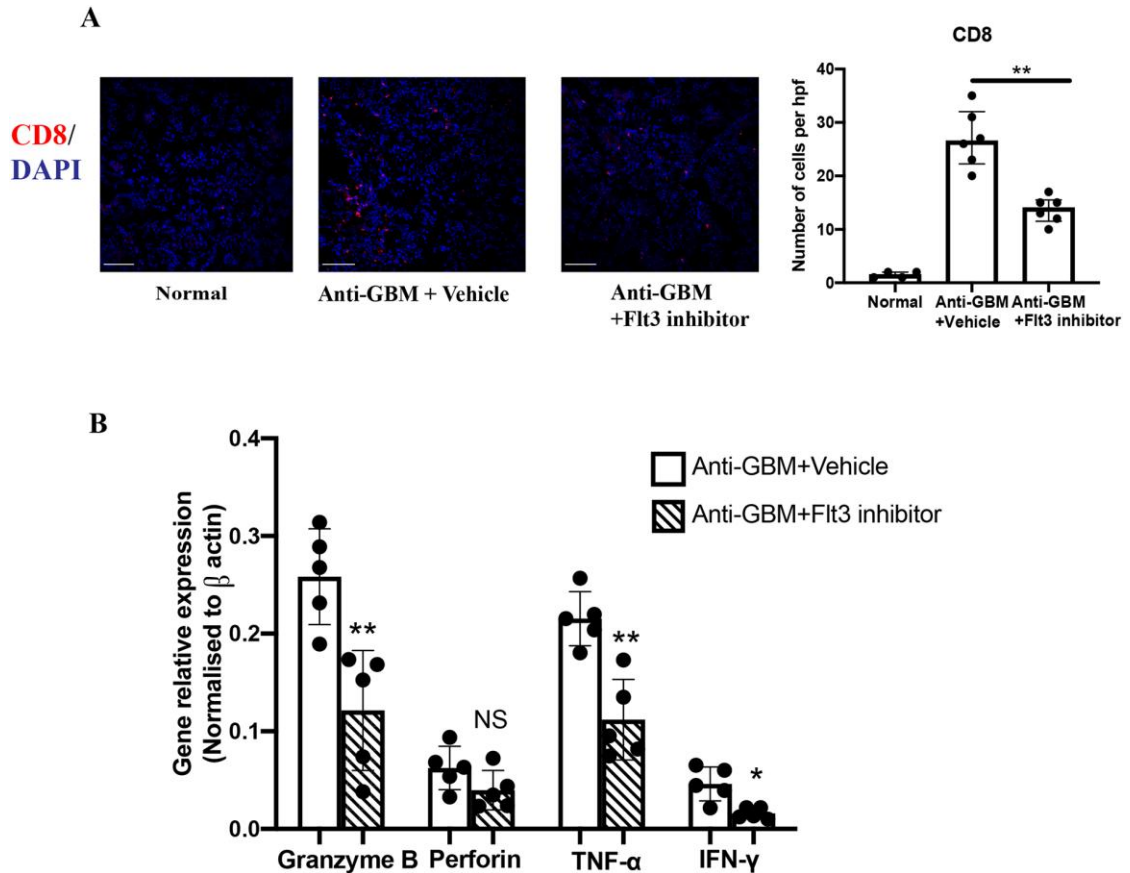 A
CD8/
DAPI
Normal
Anti-GBM + Vehicle
Anti-GBM
+Flt3 inhibitor
CD8
**
Number of cells per hpf
40
30
20
10
0
Normal
Anti-GBM
+Vehicle
Anti-GBM
+Flt3 inhibitor
B
Gene relative expression
(Normalised to β actin)
0.4
0.3
0.2
0.1
0.0
Anti-GBM+Vehicle
Anti-GBM+Flt3 inhibitor
**
NS
**
*
Granzyme B
Perforin
TNF-α
IFN-γ